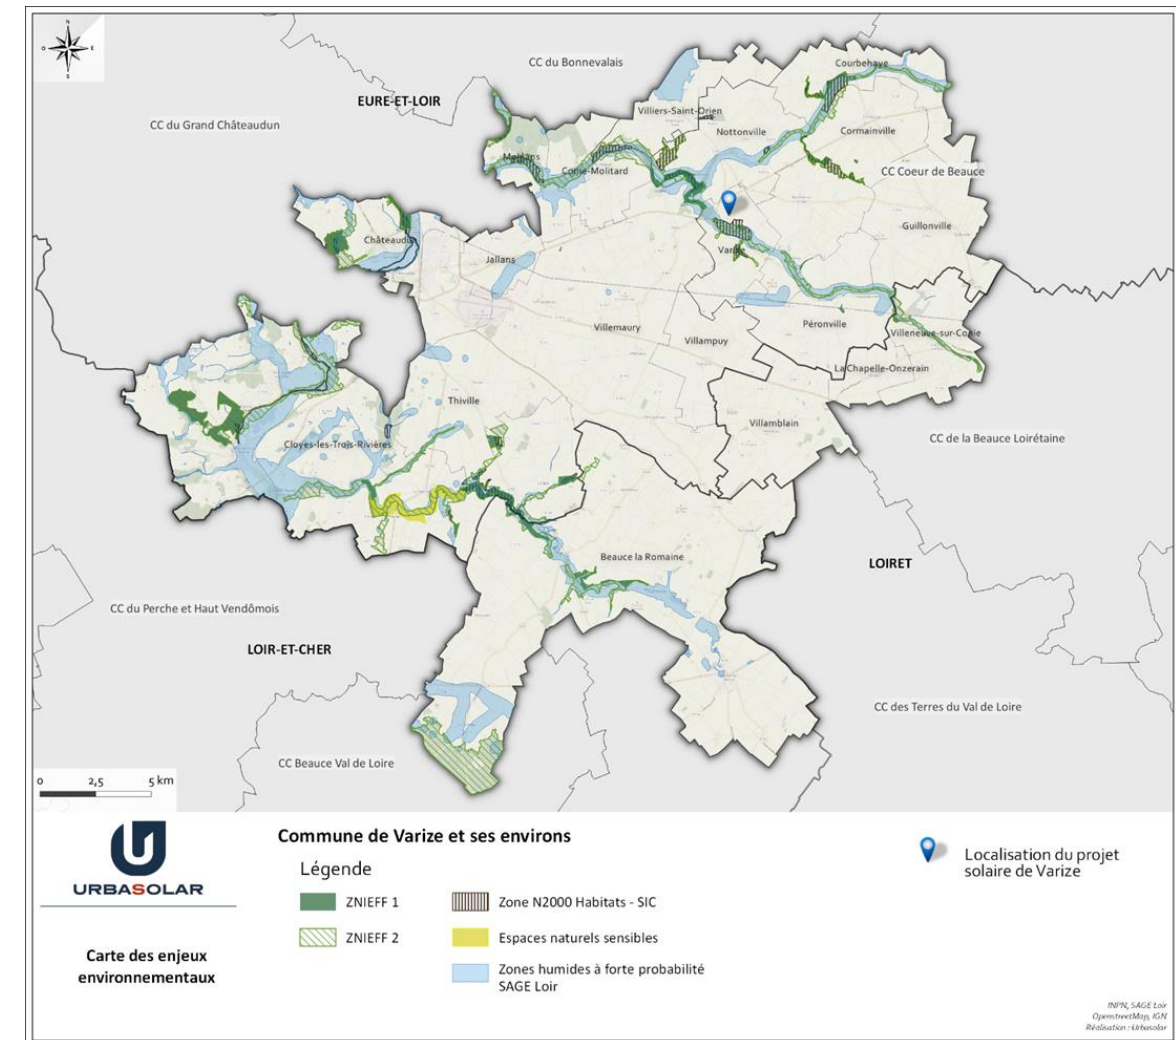 N
O
E
S
CC du Bonnevalais
Courbehaye
EURE-ET-LOIR
CC du Grand Châteaudun
Villiers-Saint-Orien
Nottonville
Cormainville
Conie-Molitard
CC Coeur de Beauce
Guillonville
Châteaudun
Jallans
Villemaury
Péronville
Villampuy
Villeneuve-sur-Conie
La Chapelle-Onzerain
Thiville
Villamblain
Cloyes-les-Trois-Rivières
CC de la Beauce Loirétaine
Beauce la Romaine
LOIRET
CC du Perche et Haut Vendômois
LOIR-ET-CHER
CC des Terres du Val de Loire
CC Beauce Val de Loire
0 2,5 5 km
URBASOLAR
Carte des enjeux
environnementaux
Commune de Varize et ses environs
Légende
ZNIEFF 1
ZNIEFF 2
Zone N2000 Habitats - SIC
Espaces naturels sensibles
Zones humides à forte probabilité
SAGE Loir
Localisation du projet
solaire de Varize
INPN, SAGE Loir
OpenstreetMap, IGN
Réalisation : Urbasolar